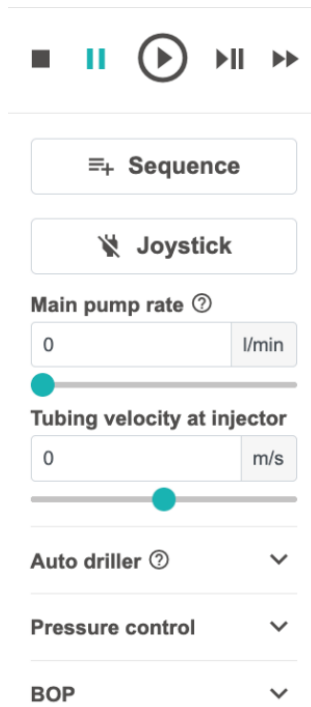 Sequence
Joystick
Main pump rate
0 l/min
Tubing velocity at injector
0 m/s
Auto driller
Pressure control
BOP